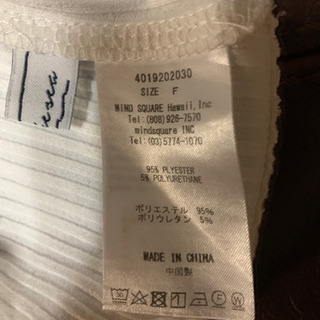 4019202030
SIZE F
MIND SQUARE Hawaii, Inc
Tel:(808)926-7570
mindsquare INC
Tel:(03)5774-1070
95% PLYESTER
5% POLYURETHANE
ポリエステル 95%
ポリウレタン 5%
MADE IN CHINA
中国製